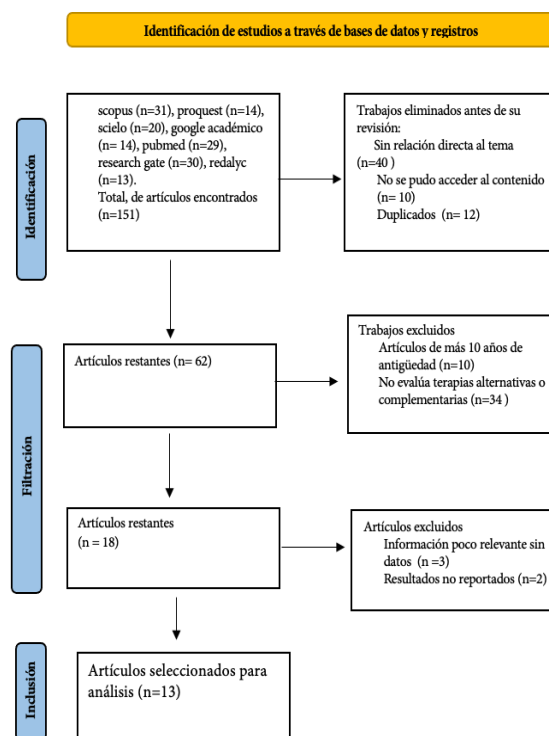 Identificación de estudios a través de bases de datos y registros
Identificación
scopus (n=31), proquest (n=14),
scielo (n=20), google académico
(n= 14), pubmed (n=29),
research gate (n=30), redalyc
(n=13).
Total, de artículos encontrados
(n=151)
Trabajos eliminados antes de su
revisión:
Sin relación directa al tema
(n=40 )
No se pudo acceder al contenido
(n= 10)
Duplicados (n= 12)
Filtración
Artículos restantes (n= 62)
Trabajos excluidos
Artículos de más 10 años de
antigüedad (n=10)
No evalúa terapias alternativas o
complementarias (n=34 )
Artículos restantes
(n = 18)
Artículos excluidos
Información poco relevante sin
datos (n =3)
Resultados no reportados (n=2)
Inclusión
Artículos seleccionados para
análisis (n=13)